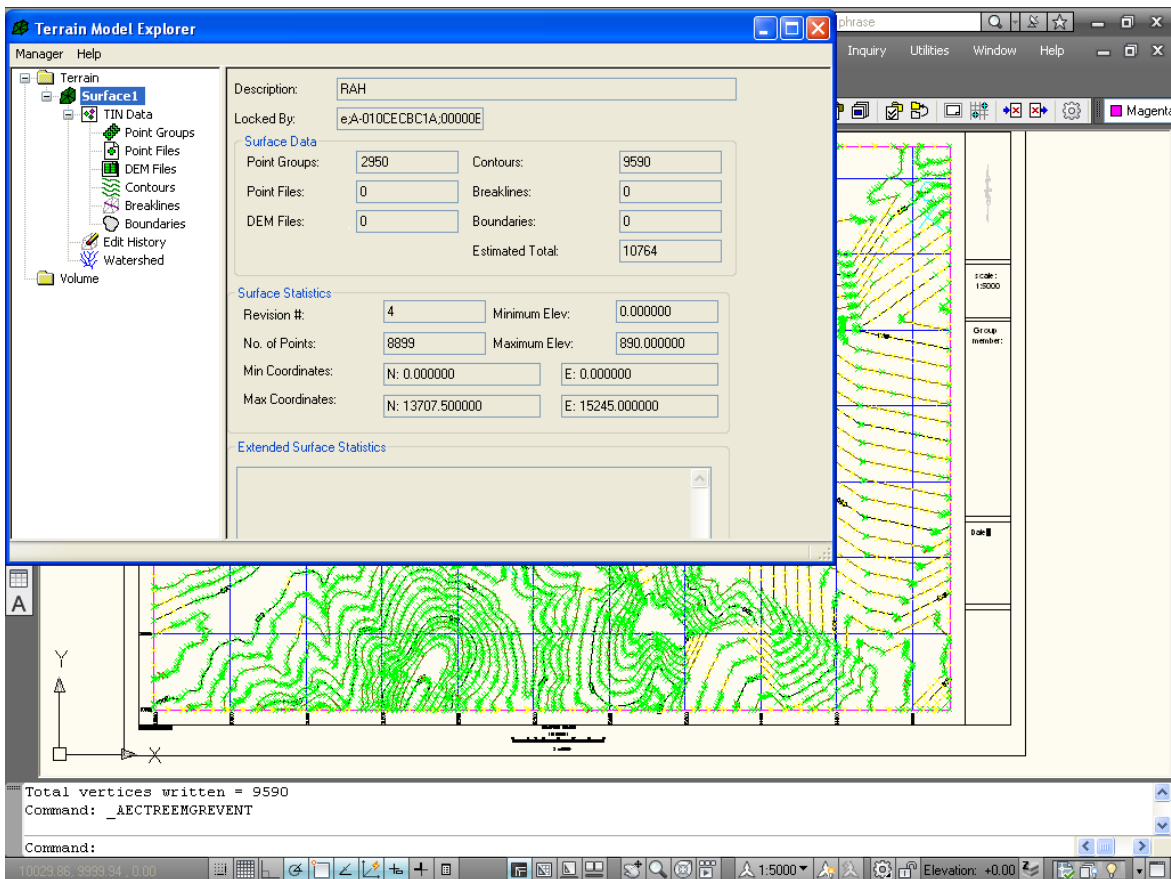 Terrain Model Explorer
phrase
Manager Help
Inquiry Utilities Window Help
Terrain
Surface1
TIN Data
Point Groups
Point Files
DEM Files
Contours
Breaklines
Boundaries
Edit History
Watershed
Volume
Description: RAH
Locked By: e;A-010CECBC1A;00000E
Surface Data
Point Groups: 2950 Contours: 9590
Point Files: 0 Breaklines: 0
DEM Files: 0 Boundaries: 0
Estimated Total: 10764
Surface Statistics
Revision #: 4 Minimum Elev: 0.000000
No. of Points: 8899 Maximum Elev: 890.000000
Min Coordinates: N: 0.000000 E: 0.000000
Max Coordinates: N: 13707.500000 E: 15245.000000
Extended Surface Statistics
Magenta
scale:
1:5000
Group
member:
Date
A
Y
X
Total vertices written = 9590
Command: _AECTREEMGREVENT
Command:
10029.86, 9999.94, 0.00
1:5000
Elevation: +0.00